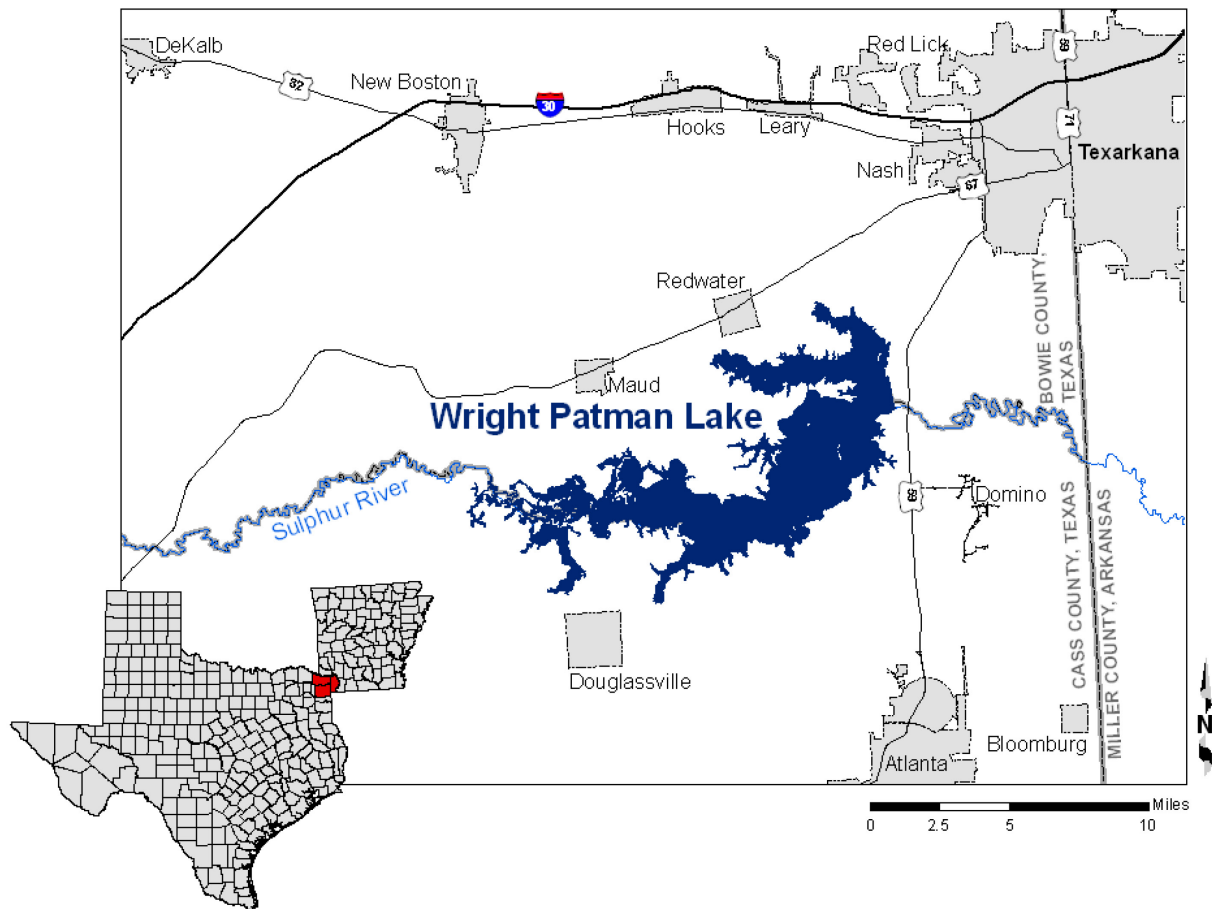 DeKalb
82
New Boston
30
Hooks
Leary
Red Lick
59
71
Texarkana
Nash
67
Redwater
Maud
BOWIE COUNTY,
TEXAS
Wright Patman Lake
Sulphur River
59
Domino
CASS COUNTY, TEXAS
MILLER COUNTY, ARKANSAS
Douglassville
Bloomburg
Atlanta
N
Miles
0 2.5 5 10